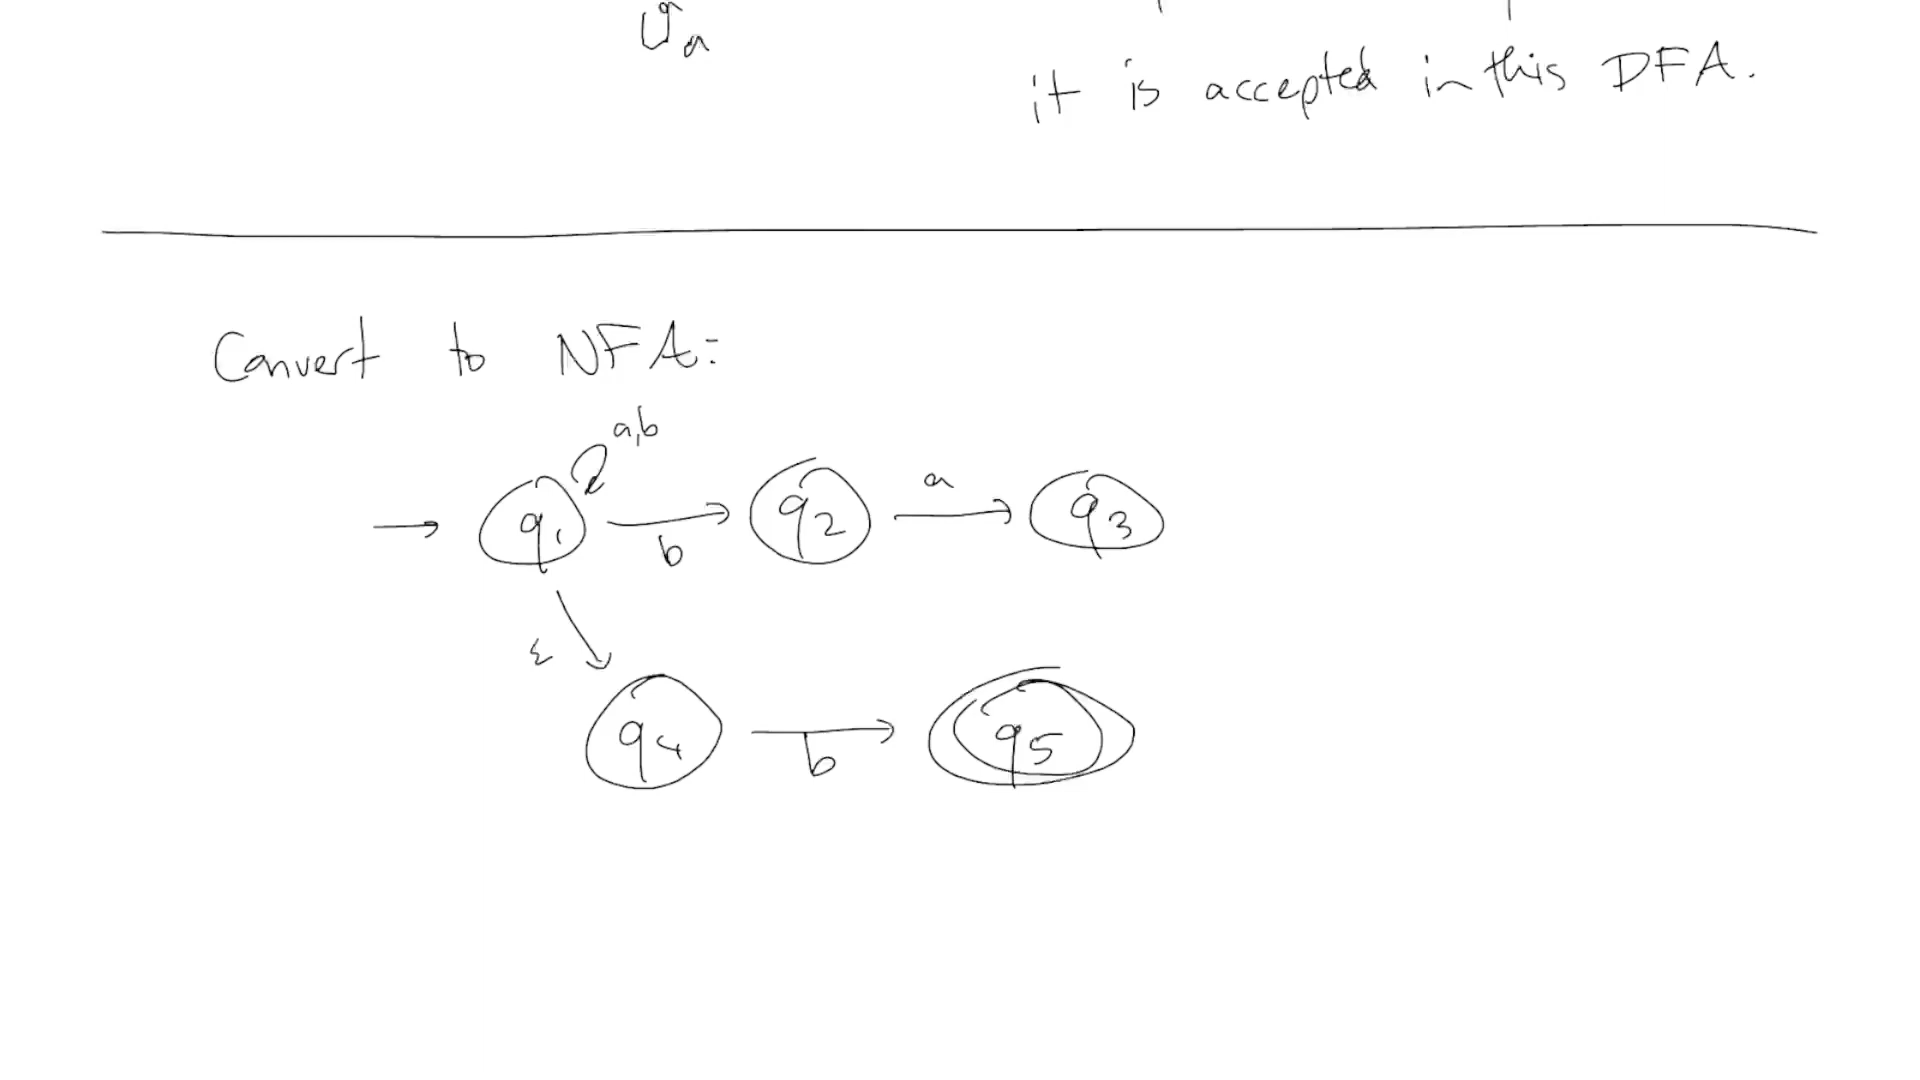 a
it is accepted in this DFA.
Convert to NFA:
a,b
q1 b q2 a q3
ε
q4 b q5